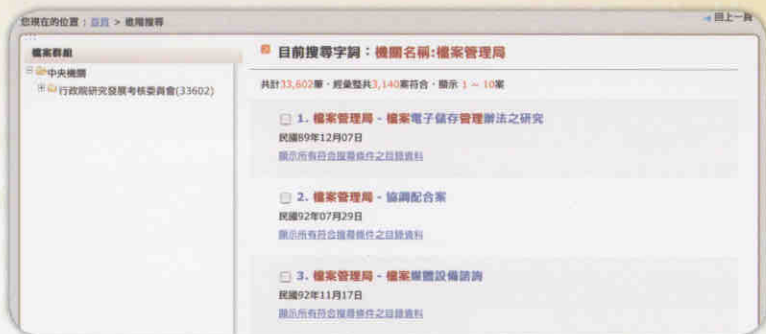 您現在的位置：首頁 > 進階搜尋
回上一頁
檔案群組
中央機關
行政院研究發展考核委員會(33602)
目前搜尋字詞：機關名稱:檔案管理局
共計33,602筆，經彙整共3,140案符合，顯示 1 ~ 10案
1. 檔案管理局 - 檔案電子儲存管理辦法之研究
民國89年12月07日
顯示所有符合搜尋條件之目錄資料
2. 檔案管理局 - 協調配合案
民國92年07月29日
顯示所有符合搜尋條件之目錄資料
3. 檔案管理局 - 檔案媒體設備諮詢
民國92年11月17日
顯示所有符合搜尋條件之目錄資料